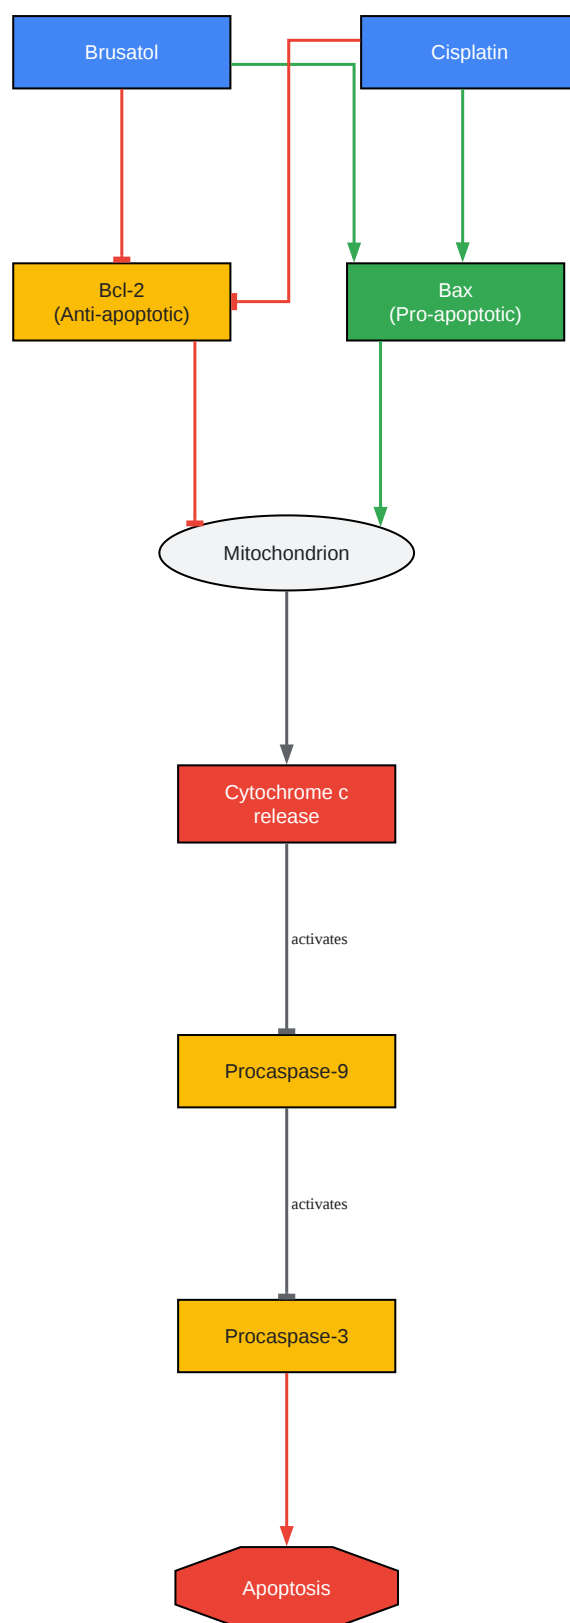 Brusatol
Cisplatin
Bcl-2
(Anti-apoptotic)
Bax
(Pro-apoptotic)
Mitochondrion
Cytochrome c
release
activates
Procaspase-9
activates
Procaspase-3
Apoptosis